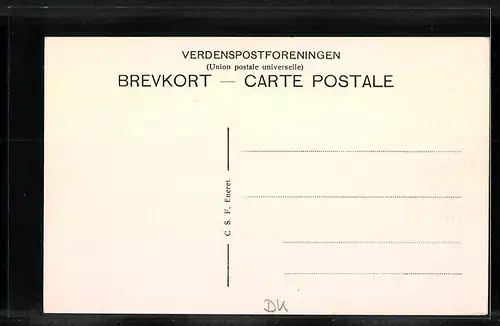 VERDENSPOSTFORENINGEN
(Union postale universelle)
BREVKORT — CARTE POSTALE
C. S. F. Eneret.
DK